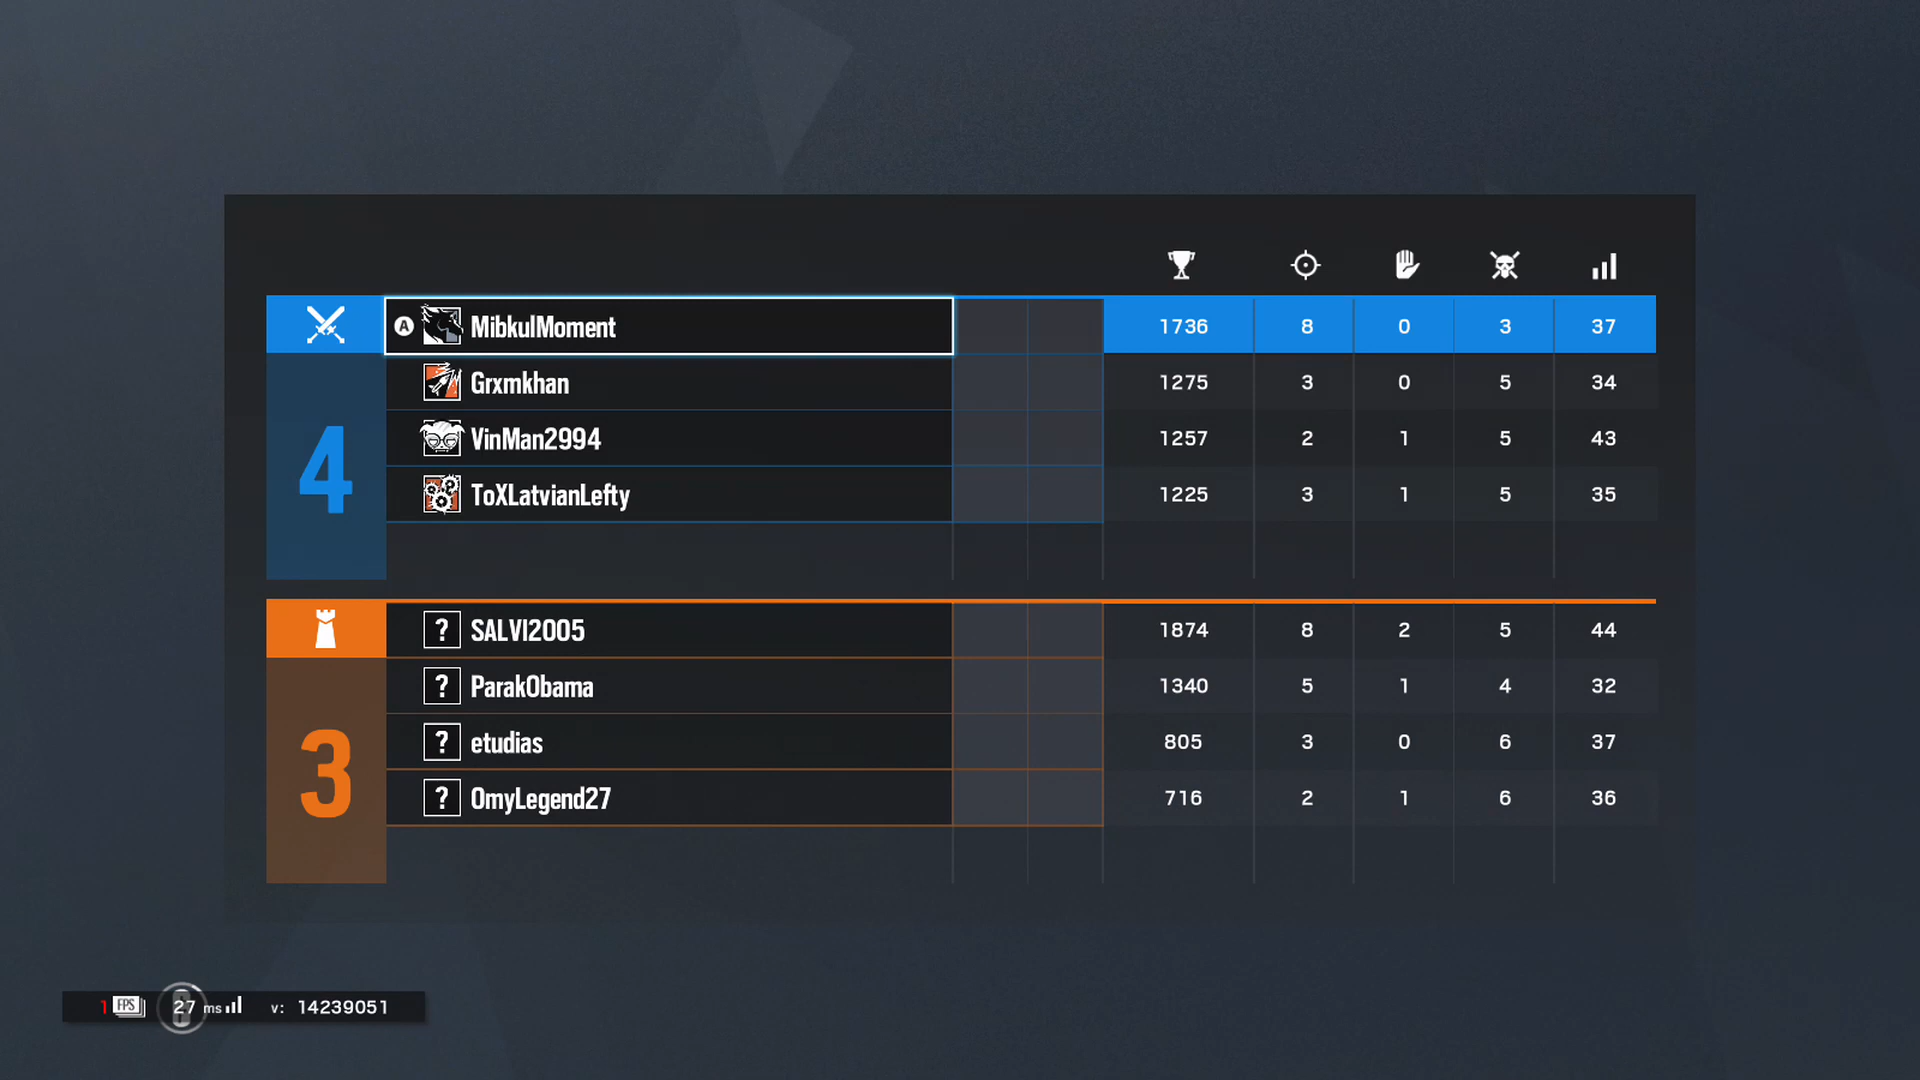 A MibkulMoment 1736 8 0 3 37
Grxmkhan 1275 3 0 5 34
VinMan2994 1257 2 1 5 43
ToXLatvianLefty 1225 3 1 5 35
4
? SALVI2005 1874 8 2 5 44
? ParakObama 1340 5 1 4 32
? etudias 805 3 0 6 37
? OmyLegend27 716 2 1 6 36
3
1 FPS 27 ms v: 14239051